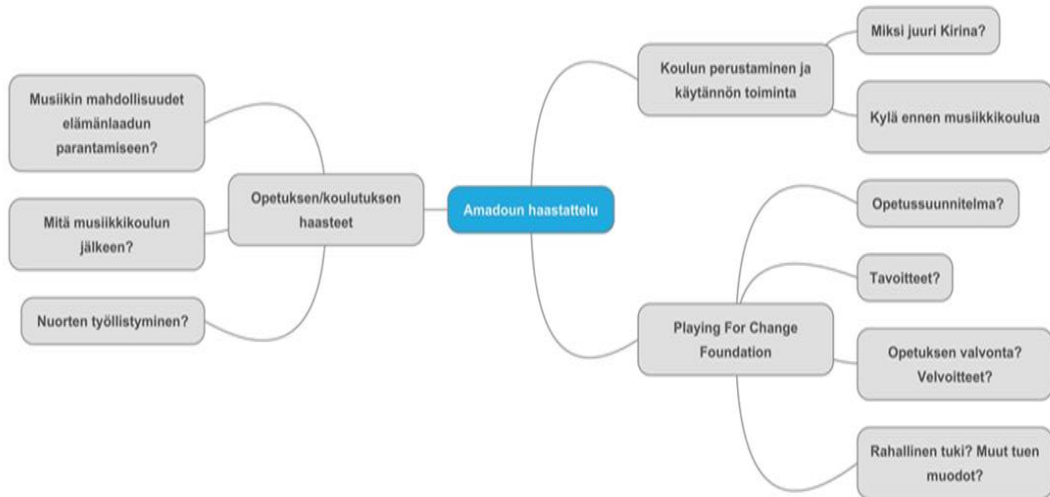 Amadoun haastattelu
Koulun perustaminen ja
käytännön toiminta
Miksi juuri Kirina?
Kylä ennen musiikkikoulua
Playing For Change
Foundation
Opetussuunnitelma?
Tavoitteet?
Opetuksen valvonta?
Velvoitteet?
Rahallinen tuki? Muut tuen
muodot?
Opetuksen/koulutuksen
haasteet
Musiikin mahdollisuudet
elämänlaadun
parantamiseen?
Mitä musiikkikoulun
jälkeen?
Nuorten työllistyminen?